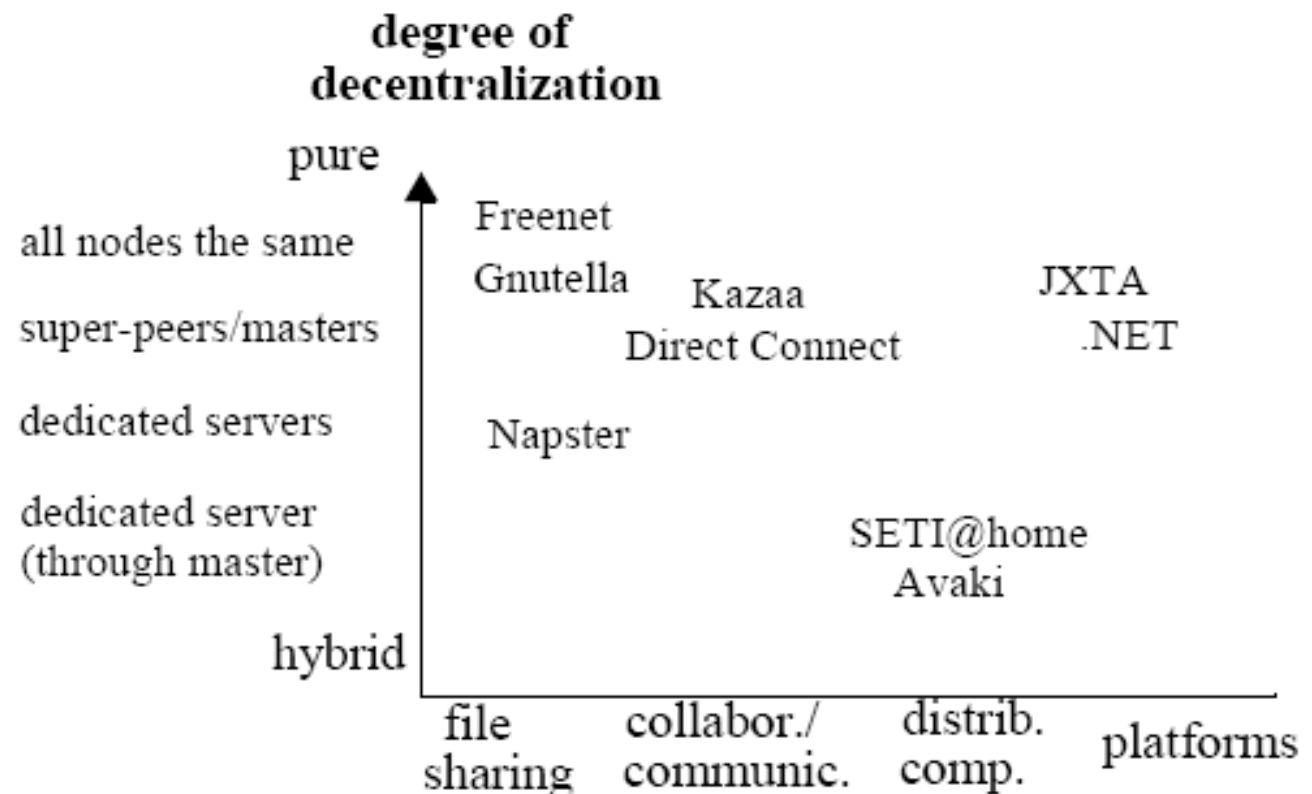 degree of
decentralization
pure
all nodes the same
super-peers/masters
dedicated servers
dedicated server
(through master)
hybrid
Freenet
Gnutella
Kazaa
Direct Connect
JXTA
.NET
Napster
SETI@home
Avaki
file
sharing
collabor./
communic.
distrib.
comp.
platforms